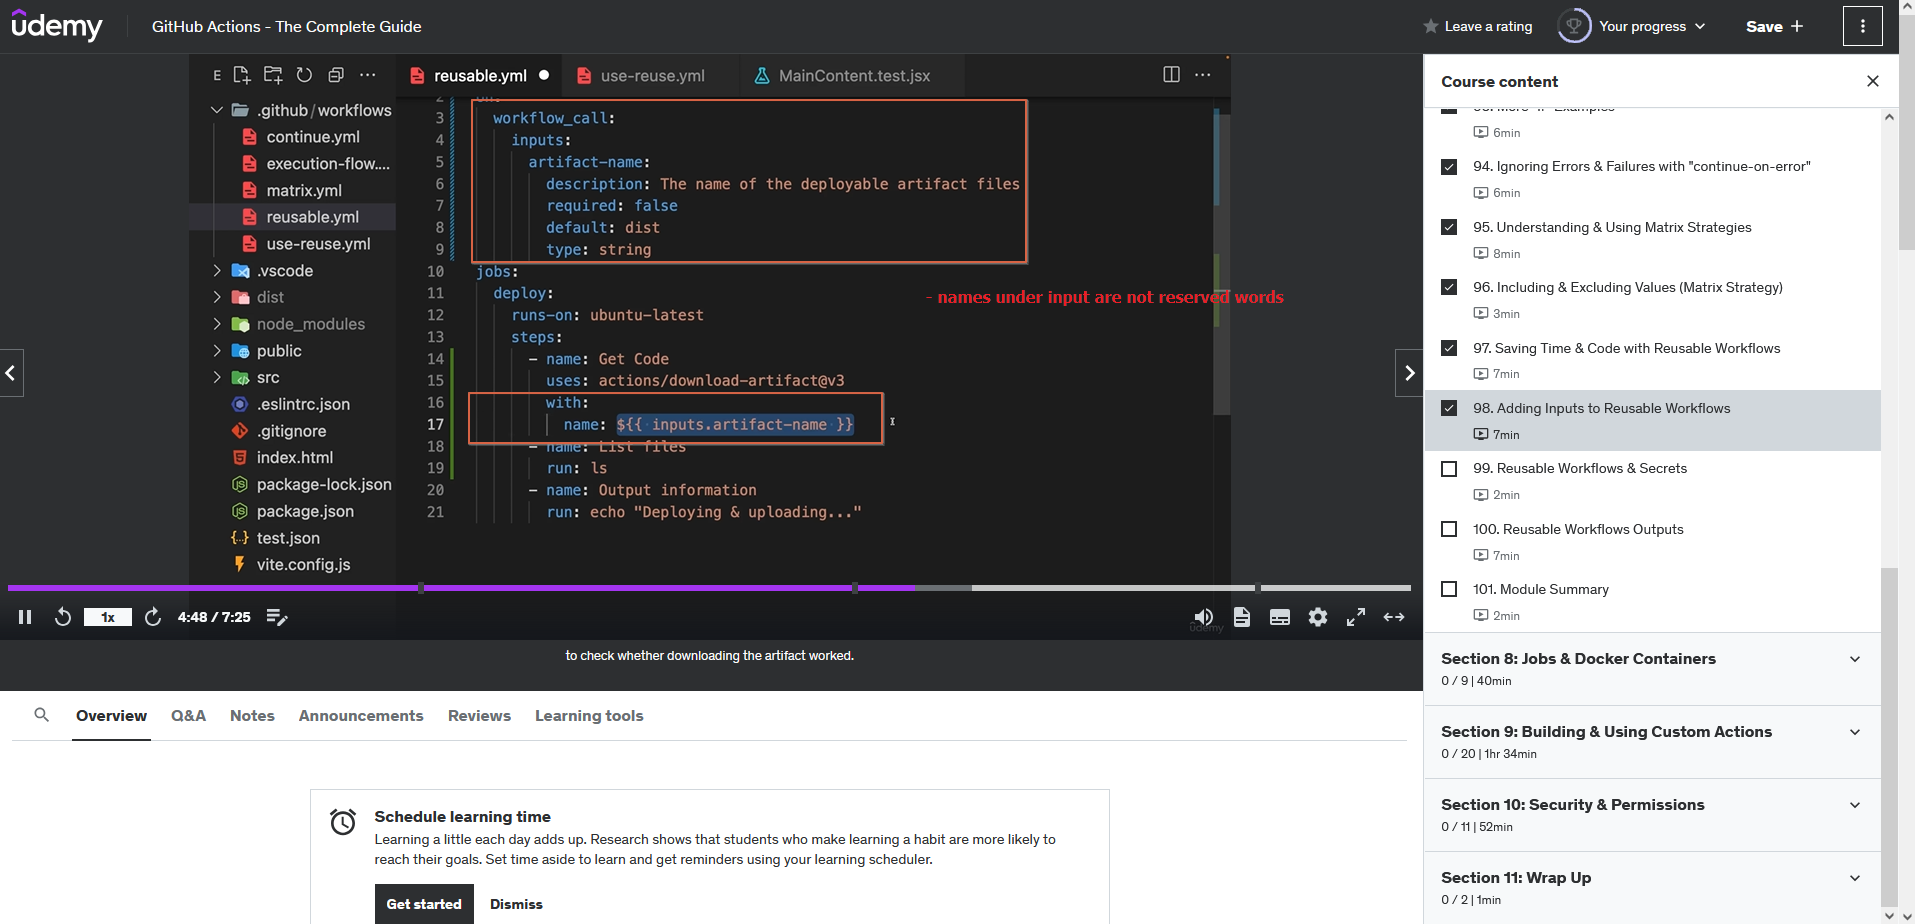 udemy
GitHub Actions - The Complete Guide
Leave a rating
Your progress
Save +
E
reusable.yml
use-reuse.yml
MainContent.test.jsx
.github/workflows
continue.yml
execution-flow....
matrix.yml
reusable.yml
use-reuse.yml
.vscode
dist
node_modules
public
src
.eslintrc.json
.gitignore
index.html
package-lock.json
package.json
test.json
vite.config.js
2 on:
3 workflow_call:
4 inputs:
5 artifact-name:
6 description: The name of the deployable artifact files
7 required: false
8 default: dist
9 type: string
10 jobs:
11 deploy:
12 runs-on: ubuntu-latest
13 steps:
14 - name: Get Code
15 uses: actions/download-artifact@v3
16 with:
17 name: ${{ inputs.artifact-name }}
18 - name: List files
19 run: ls
20 - name: Output information
21 run: echo "Deploying & uploading..."
- names under input are not reserved words
1x
4:48 / 7:25
udemy
to check whether downloading the artifact worked.
Overview
Q&A
Notes
Announcements
Reviews
Learning tools
Schedule learning time
Learning a little each day adds up. Research shows that students who make learning a habit are more likely to
reach their goals. Set time aside to learn and get reminders using your learning scheduler.
Get started
Dismiss
Course content
93. More "if" Examples
6min
94. Ignoring Errors & Failures with "continue-on-error"
6min
95. Understanding & Using Matrix Strategies
8min
96. Including & Excluding Values (Matrix Strategy)
3min
97. Saving Time & Code with Reusable Workflows
7min
98. Adding Inputs to Reusable Workflows
7min
99. Reusable Workflows & Secrets
2min
100. Reusable Workflows Outputs
7min
101. Module Summary
2min
Section 8: Jobs & Docker Containers
0 / 9 | 40min
Section 9: Building & Using Custom Actions
0 / 20 | 1hr 34min
Section 10: Security & Permissions
0 / 11 | 52min
Section 11: Wrap Up
0 / 2 | 1min